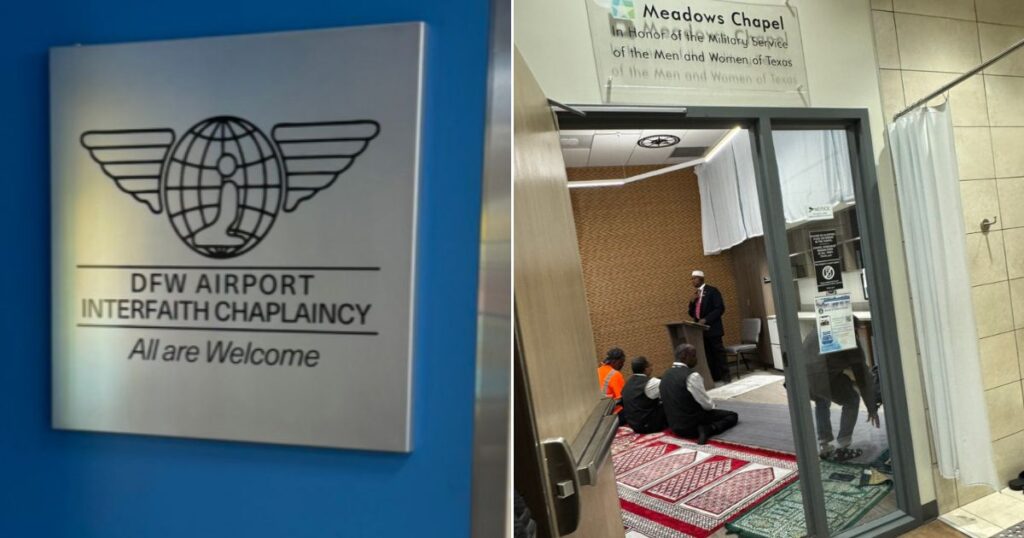 DFW AIRPORT
INTERFAITH CHAPLAINCY
All are Welcome
Meadows Chapel
In Honor of the Military Service
of the Men and Women of Texas
NOTICE